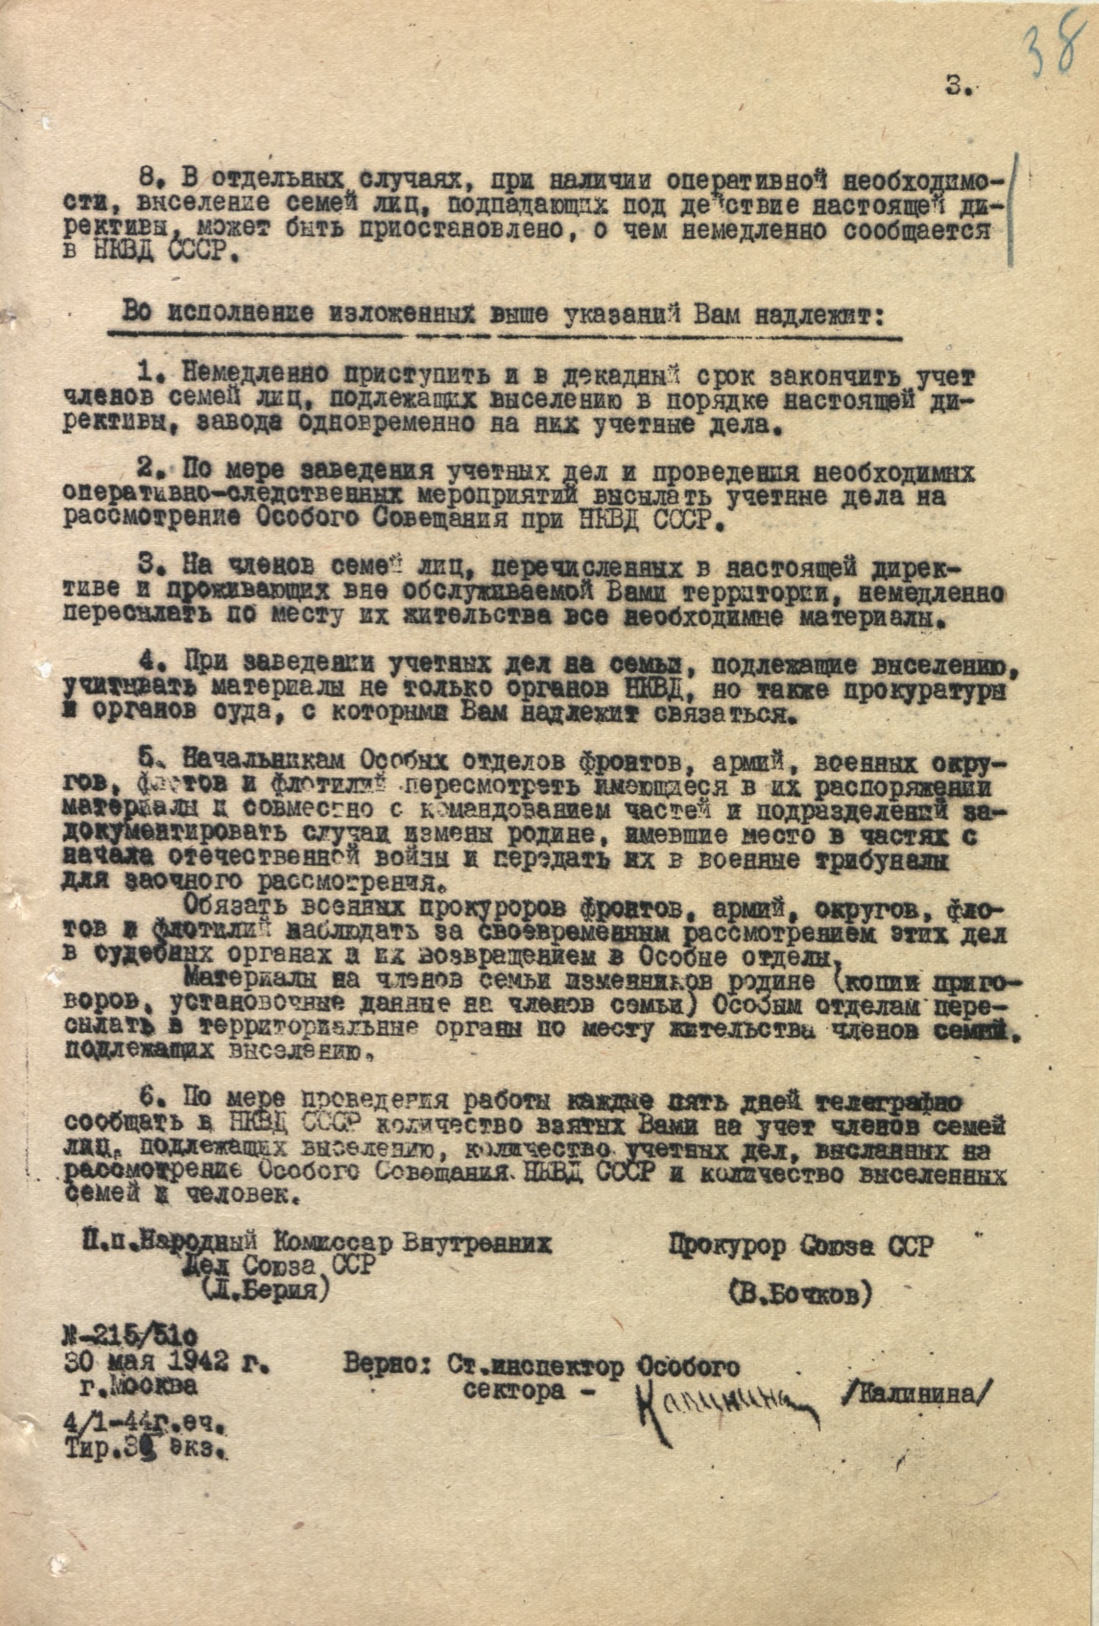 38
3.
8. В отдельных случаях, при наличии оперативной необходимо-
сти, выселение семей лиц, подпадающих под действие настоящей ди-
рективы, может быть приостановлено, о чем немедленно сообщается
в НКВД СССР.
Во исполнение изложенных выше указаний Вам надлежит:
1. Немедленно приступить и в декадный срок закончить учет
членов семей лиц, подлежащих выселению в порядке настоящей ди-
рективы, заводя одновременно на них учетные дела.
2. По мере заведения учетных дел и проведения необходимых
оперативно-следственных мероприятий высылать учетные дела на
рассмотрение Особого Совещания при НКВД СССР.
3. На членов семей лиц, перечисленных в настоящей дирек-
тиве и проживающих вне обслуживаемой Вами территории, немедленно
пересылать по месту их жительства все необходимые материалы.
4. При заведении учетных дел на семьи, подлежащие выселению,
учитывать материалы не только органов НКВД, но также прокуратуры
и органов суда, с которыми Вам надлежит связаться.
5. Начальникам Особых отделов фронтов, армий, военных окру-
гов, флотов и флотилий пересмотреть имеющиеся в их распоряжении
материалы и совместно с командованием частей и подразделений за-
документировать случаи измены родине, имевшие место в частях с
начала отечественной войны и передать их в военные трибуналы
для заочного рассмотрения.
Обязать военных прокуроров фронтов, армий, округов, фло-
тов и флотилий наблюдать за своевременным рассмотрением этих дел
в судебных органах и их возвращением в Особые отделы.
Материалы на членов семьи изменников родине (копии приго-
воров, установочные данные на членов семьи) Особым отделам пере-
сылать в территориальные органы по месту жительства членов семей,
подлежащих выселению.
6. По мере проведения работы каждые пять дней телеграфно
сообщать в НКВД СССР количество взятых Вами на учет членов семей
лиц, подлежащих выселению, количество учетных дел, высланных на
рассмотрение Особого Совещания НКВД СССР и количество выселенных
семей и человек.
П.п.Народный Комиссар Внутренних
Дел Союза ССР
(Л.Берия)
Прокурор Союза ССР
(В.Бочков)
№-215/51с
30 мая 1942 г.
г.Москва
Верно: Ст.инспектор Особого
сектора - Калинина /Калинина/
4/1-44г.еч.
Тир. экз.